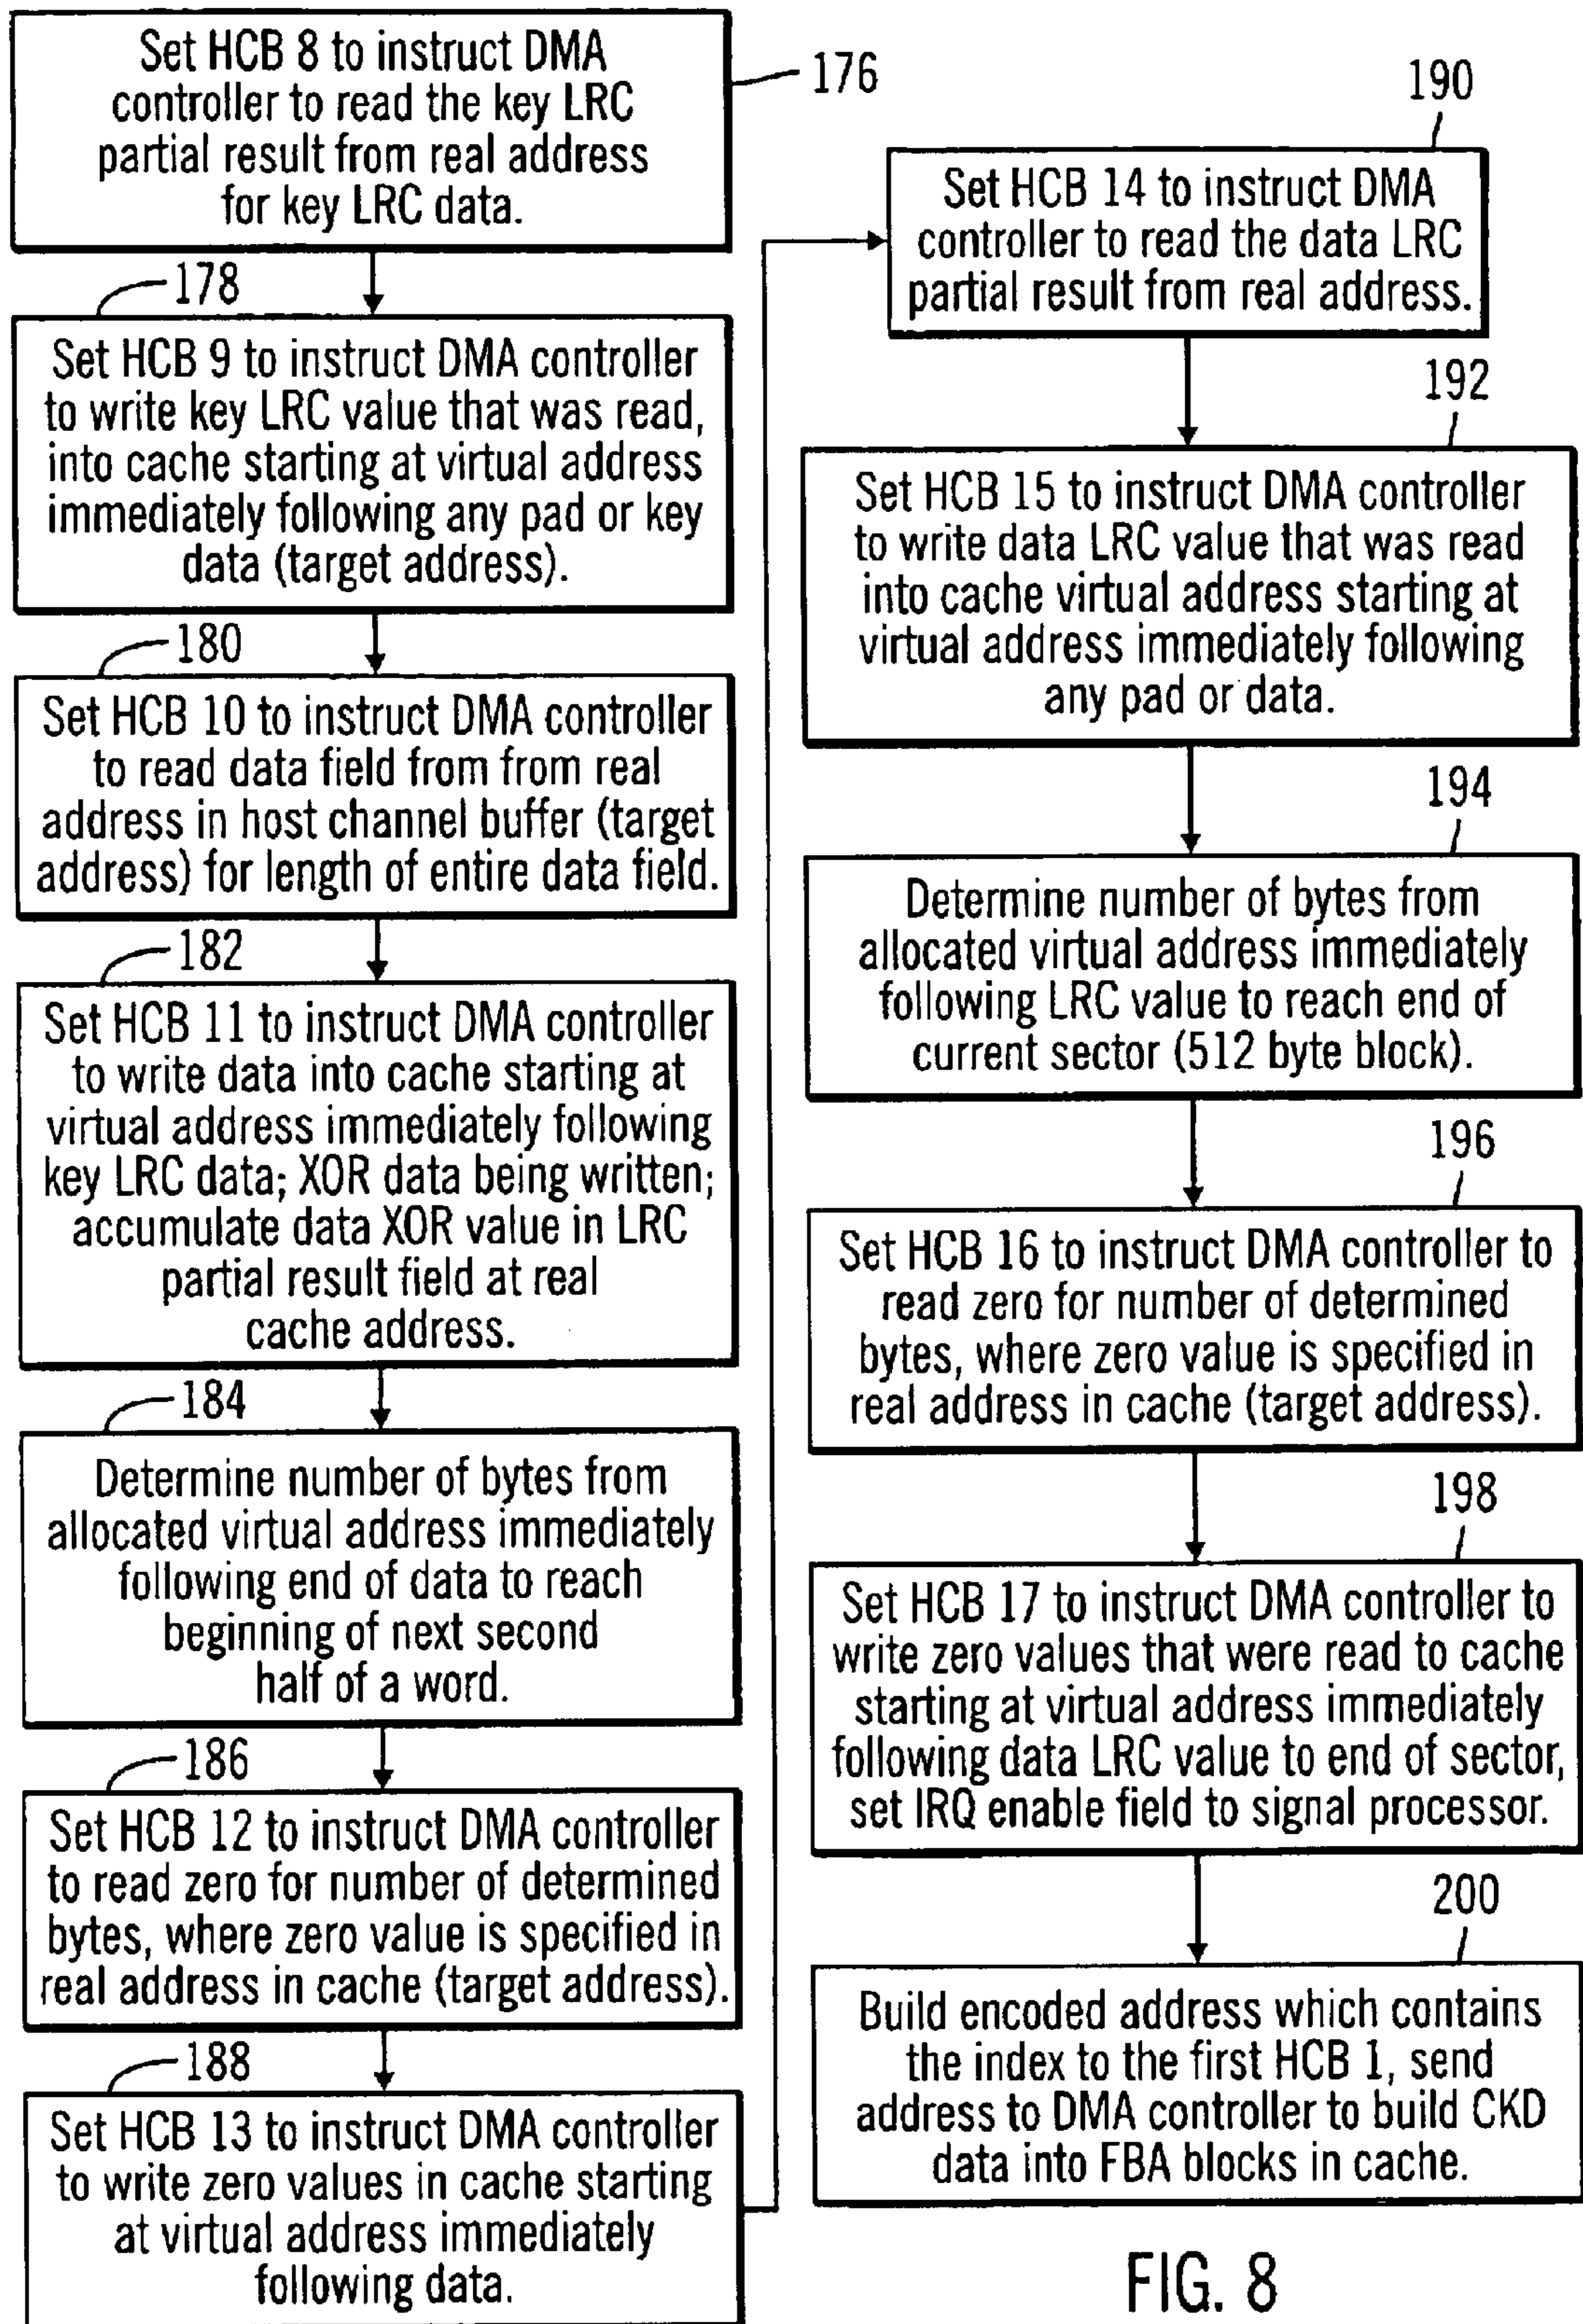 Set HCB 8 to instruct DMA
controller to read the key LRC
partial result from real address
for key LRC data.
176
178
Set HCB 9 to instruct DMA controller
to write key LRC value that was read,
into cache starting at virtual address
immediately following any pad or key
data (target address).
180
Set HCB 10 to instruct DMA controller
to read data field from from real
address in host channel buffer (target
address) for length of entire data field.
182
Set HCB 11 to instruct DMA controller
to write data into cache starting at
virtual address immediately following
key LRC data; XOR data being written;
accumulate data XOR value in LRC
partial result field at real
cache address.
184
Determine number of bytes from
allocated virtual address immediately
following end of data to reach
beginning of next second
half of a word.
186
Set HCB 12 to instruct DMA controller
to read zero for number of determined
bytes, where zero value is specified in
real address in cache (target address).
188
Set HCB 13 to instruct DMA controller
to write zero values in cache starting
at virtual address immediately
following data.
190
Set HCB 14 to instruct DMA
controller to read the data LRC
partial result from real address.
192
Set HCB 15 to instruct DMA controller
to write data LRC value that was read
into cache virtual address starting at
virtual address immediately following
any pad or data.
194
Determine number of bytes from
allocated virtual address immediately
following LRC value to reach end of
current sector (512 byte block).
196
Set HCB 16 to instruct DMA controller to
read zero for number of determined
bytes, where zero value is specified in
real address in cache (target address).
198
Set HCB 17 to instruct DMA controller to
write zero values that were read to cache
starting at virtual address immediately
following data LRC value to end of sector,
set IRQ enable field to signal processor.
200
Build encoded address which contains
the index to the first HCB 1, send
address to DMA controller to build CKD
data into FBA blocks in cache.
FIG. 8